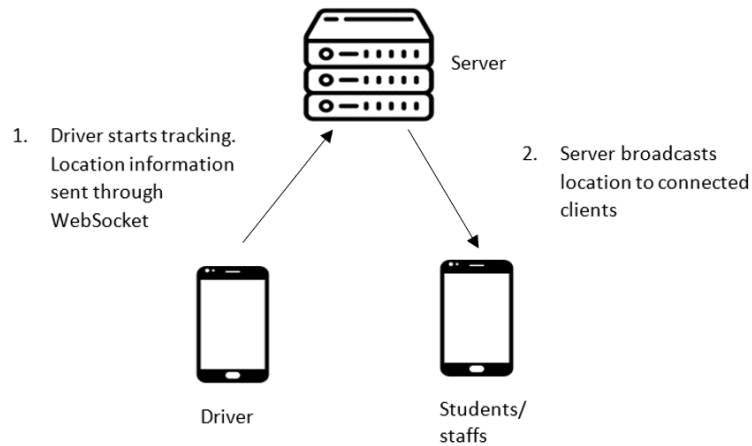 Server
1. Driver starts tracking.
Location information
sent through
WebSocket
2. Server broadcasts
location to connected
clients
Driver
Students/
staffs